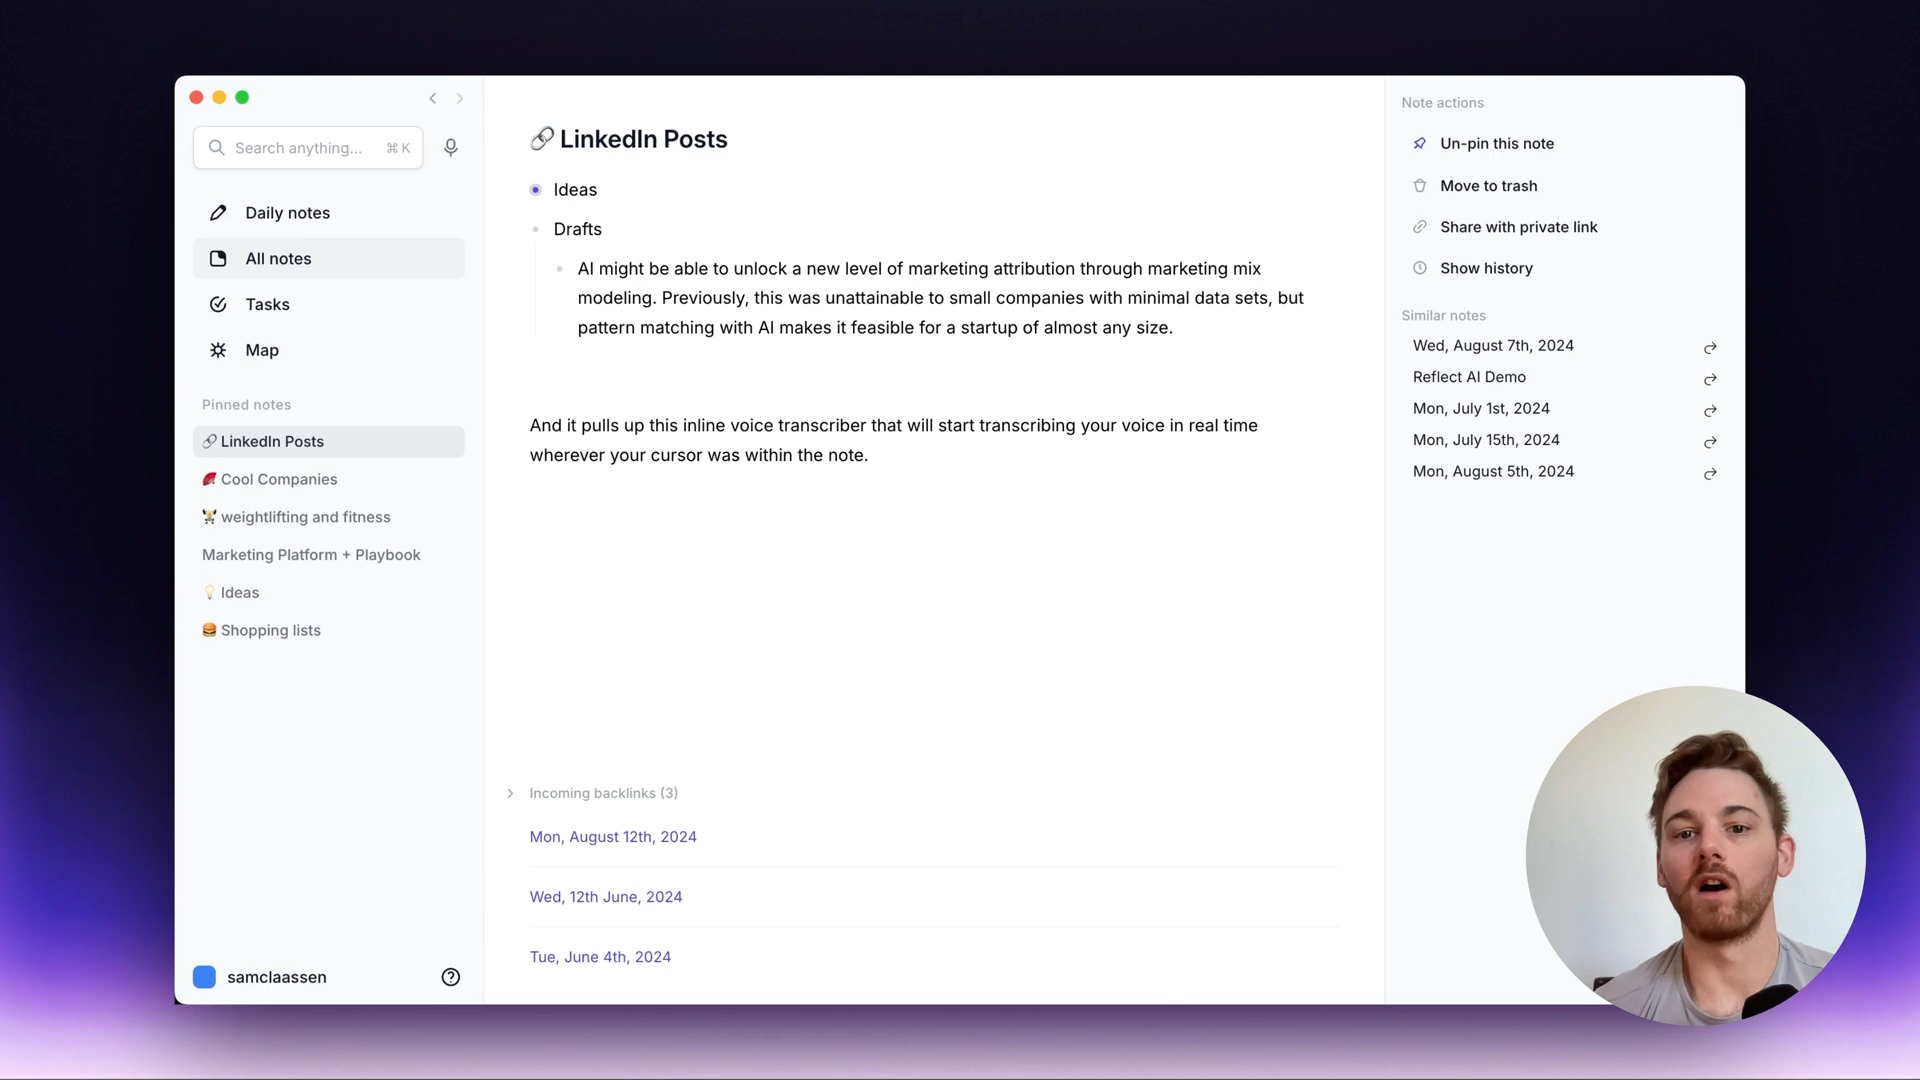 Search anything... ⌘ K
Daily notes
All notes
Tasks
Map
Pinned notes
🔗 LinkedIn Posts
Cool Companies
weightlifting and fitness
Marketing Platform + Playbook
💡 Ideas
🍔 Shopping lists
samclaassen
🔗 LinkedIn Posts
Ideas
Drafts
AI might be able to unlock a new level of marketing attribution through marketing mix
modeling. Previously, this was unattainable to small companies with minimal data sets, but
pattern matching with AI makes it feasible for a startup of almost any size.
And it pulls up this inline voice transcriber that will start transcribing your voice in real time
wherever your cursor was within the note.
Incoming backlinks (3)
Mon, August 12th, 2024
Wed, 12th June, 2024
Tue, June 4th, 2024
Note actions
Un-pin this note
Move to trash
Share with private link
Show history
Similar notes
Wed, August 7th, 2024
Reflect AI Demo
Mon, July 1st, 2024
Mon, July 15th, 2024
Mon, August 5th, 2024